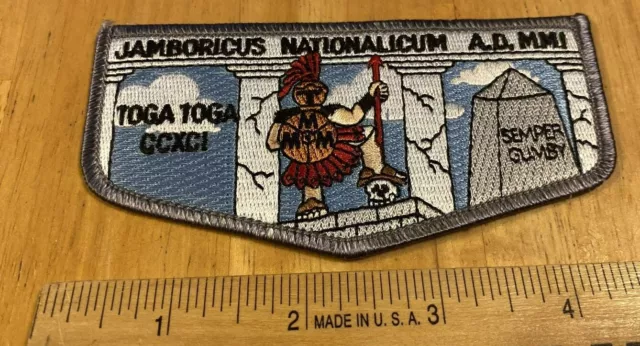 JAMBORICUS NATIONALICUM A.D. MMI
TOGA TOGA
CCXCI
T
M
M M
SEMPER
GUMBY
1 2 MADE IN U.S.A. 3 4